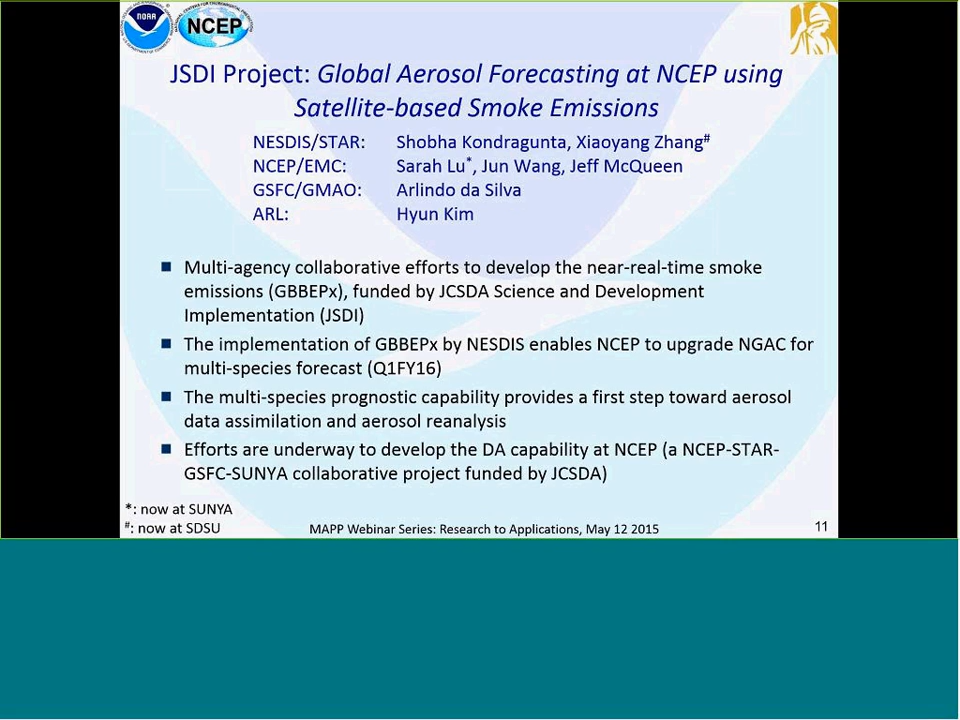 NOAA
NCEP
JSDI Project: Global Aerosol Forecasting at NCEP using
Satellite-based Smoke Emissions
NESDIS/STAR: Shobha Kondragunta, Xiaoyang Zhang#
NCEP/EMC: Sarah Lu*, Jun Wang, Jeff McQueen
GSFC/GMAO: Arlindo da Silva
ARL: Hyun Kim
■ Multi-agency collaborative efforts to develop the near-real-time smoke
emissions (GBBEPx), funded by JCSDA Science and Development
Implementation (JSDI)
■ The implementation of GBBEPx by NESDIS enables NCEP to upgrade NGAC for
multi-species forecast (Q1FY16)
■ The multi-species prognostic capability provides a first step toward aerosol
data assimilation and aerosol reanalysis
■ Efforts are underway to develop the DA capability at NCEP (a NCEP-STAR-
GSFC-SUNYA collaborative project funded by JCSDA)
*: now at SUNYA
#: now at SDSU
MAPP Webinar Series: Research to Applications, May 12 2015
11